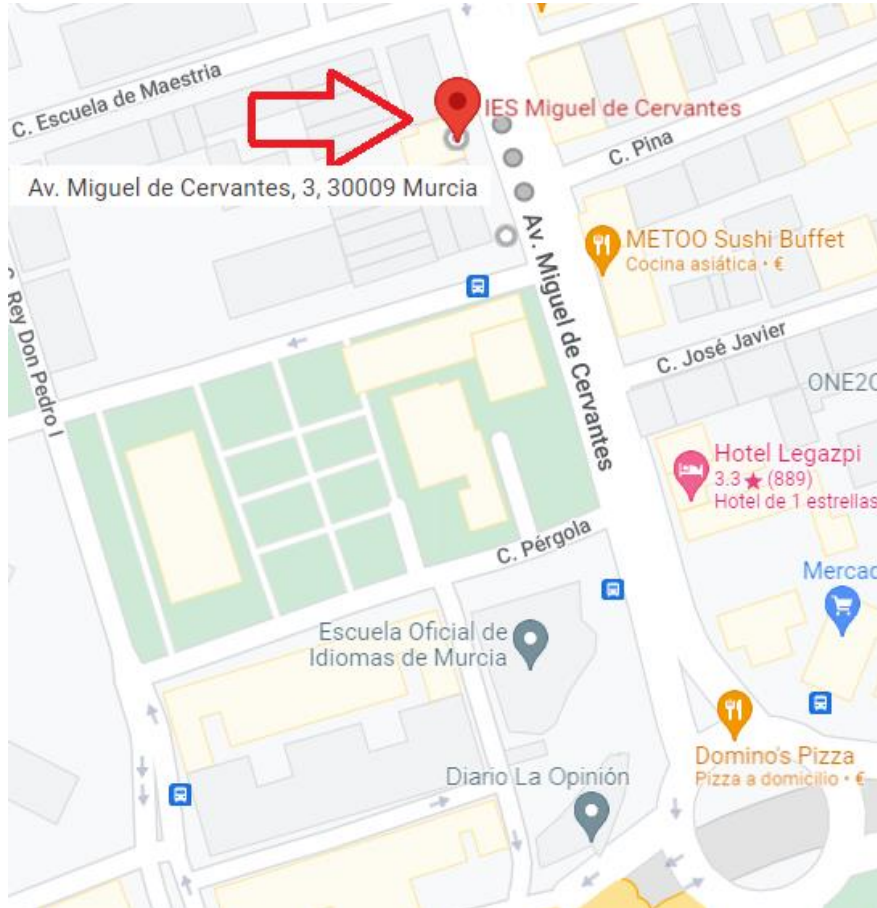 C. Escuela de Maestria
IES Miguel de Cervantes
C. Pina
Av. Miguel de Cervantes, 3, 30009 Murcia
Av. Miguel de Cervantes
METOO Sushi Buffet
Cocina asiática • €
Rey Don Pedro I
C. José Javier
ONE2
Hotel Legazpi
3.3★ (889)
Hotel de 1 estrellas
C. Pérgola
Mercad
Escuela Oficial de
Idiomas de Murcia
Domino's Pizza
Pizza a domicilio • €
Diario La Opinión